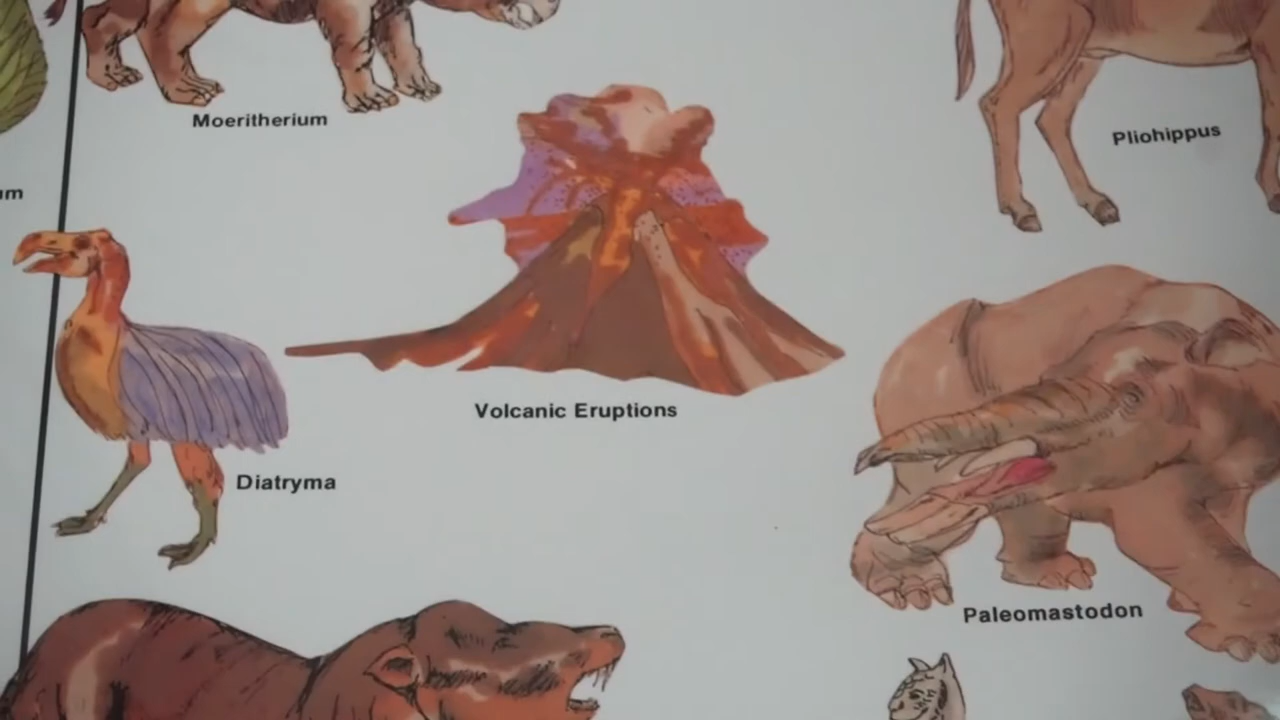 Moeritherium
Pliohippus
Volcanic Eruptions
Diatryma
Paleomastodon